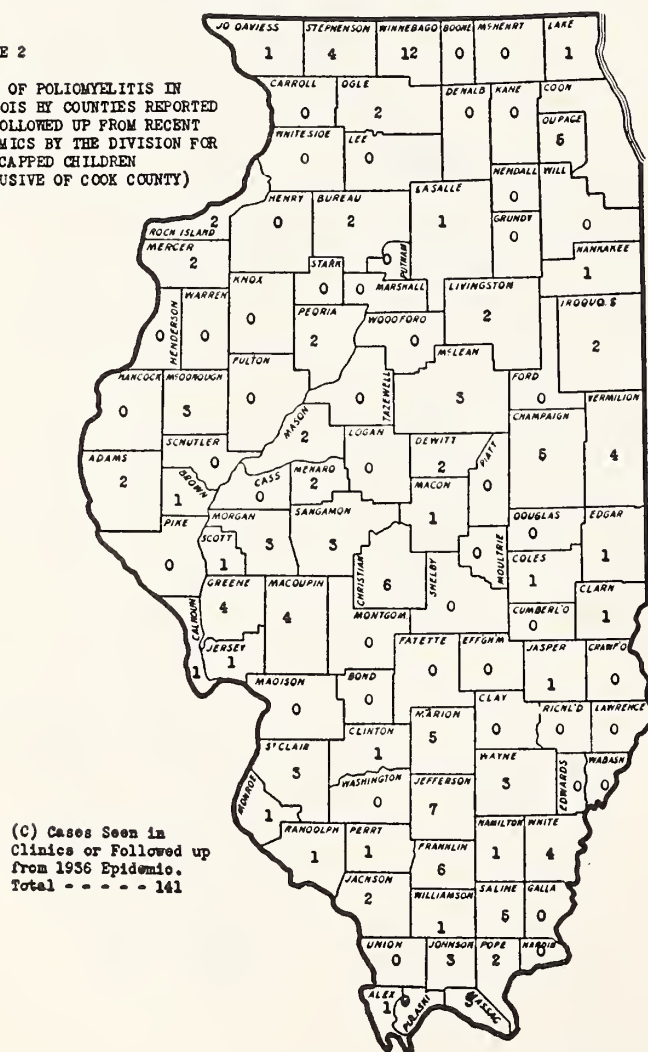 E 2
OF POLIOMYELITIS IN
OIS BY COUNTIES REPORTED
OLLOWED UP FROM RECENT
MICS BY THE DIVISION FOR
CAPPED CHILDREN
USIVE OF COOK COUNTY)
JO DAVIESS 1
STEPHENSON 4
WINNEBAGO 12
BOONE 0
McHENRY 0
LAKE 1
CARROLL 0
OGLE 2
DEKALB 0
KANE 0
COOK
DUPAGE 5
WHITESIDE 0
LEE 0
KENDALL 0
WILL 0
LASALLE 1
GRUNDY 0
HENRY 0
BUREAU 2
ROCK ISLAND 2
MERCER 2
PUTNAM 0
KANKAKEE 1
STARK 0
MARSHALL 0
LIVINGSTON 2
IROQUOIS 2
KNOX 0
WARREN 0
HENDERSON 0
PEORIA 2
WOODFORD 0
McLEAN 3
FORD 0
VERMILION 4
HANCOCK 0
McDONOUGH 3
FULTON 0
TAZEWELL 0
CHAMPAIGN 5
SCHUYLER 0
MASON 2
LOGAN 0
DEWITT 2
PIATT 0
ADAMS 2
BROWN 1
CASS 0
MENARD 2
MACON 1
PIKE 0
MORGAN 3
SANGAMON 3
DOUGLAS 0
EDGAR 1
SCOTT 1
CHRISTIAN 6
SHELBY 0
MOULTRIE 0
COLES 1
GREENE 4
MACOUPIN 4
MONTGOM 0
CUMBERL'D 0
CLARK 1
CALHOUN 1
JERSEY 1
FAYETTE 0
EFFGHM 0
JASPER 1
CRAWF'D 0
MADISON 0
BOND 0
CLAY 0
RICHL'D 0
LAWRENCE 0
CLINTON 1
MARION 5
ST CLAIR 3
WAYNE 3
EDWARDS 0
WABASH 0
WASHINGTON 0
JEFFERSON 7
MONROE 1
RANDOLPH 1
PERRY 1
HAMILTON 1
WHITE 4
FRANKLIN 6
JACKSON 2
WILLIAMSON 1
SALINE 5
GALLA 0
UNION 0
JOHNSON 3
POPE 2
HARDIN 0
ALEX 1
PULASKI
MASSAC
(C) Cases Seen in
Clinics or Followed up
from 1936 Epidemic.
Total - - - - - 141